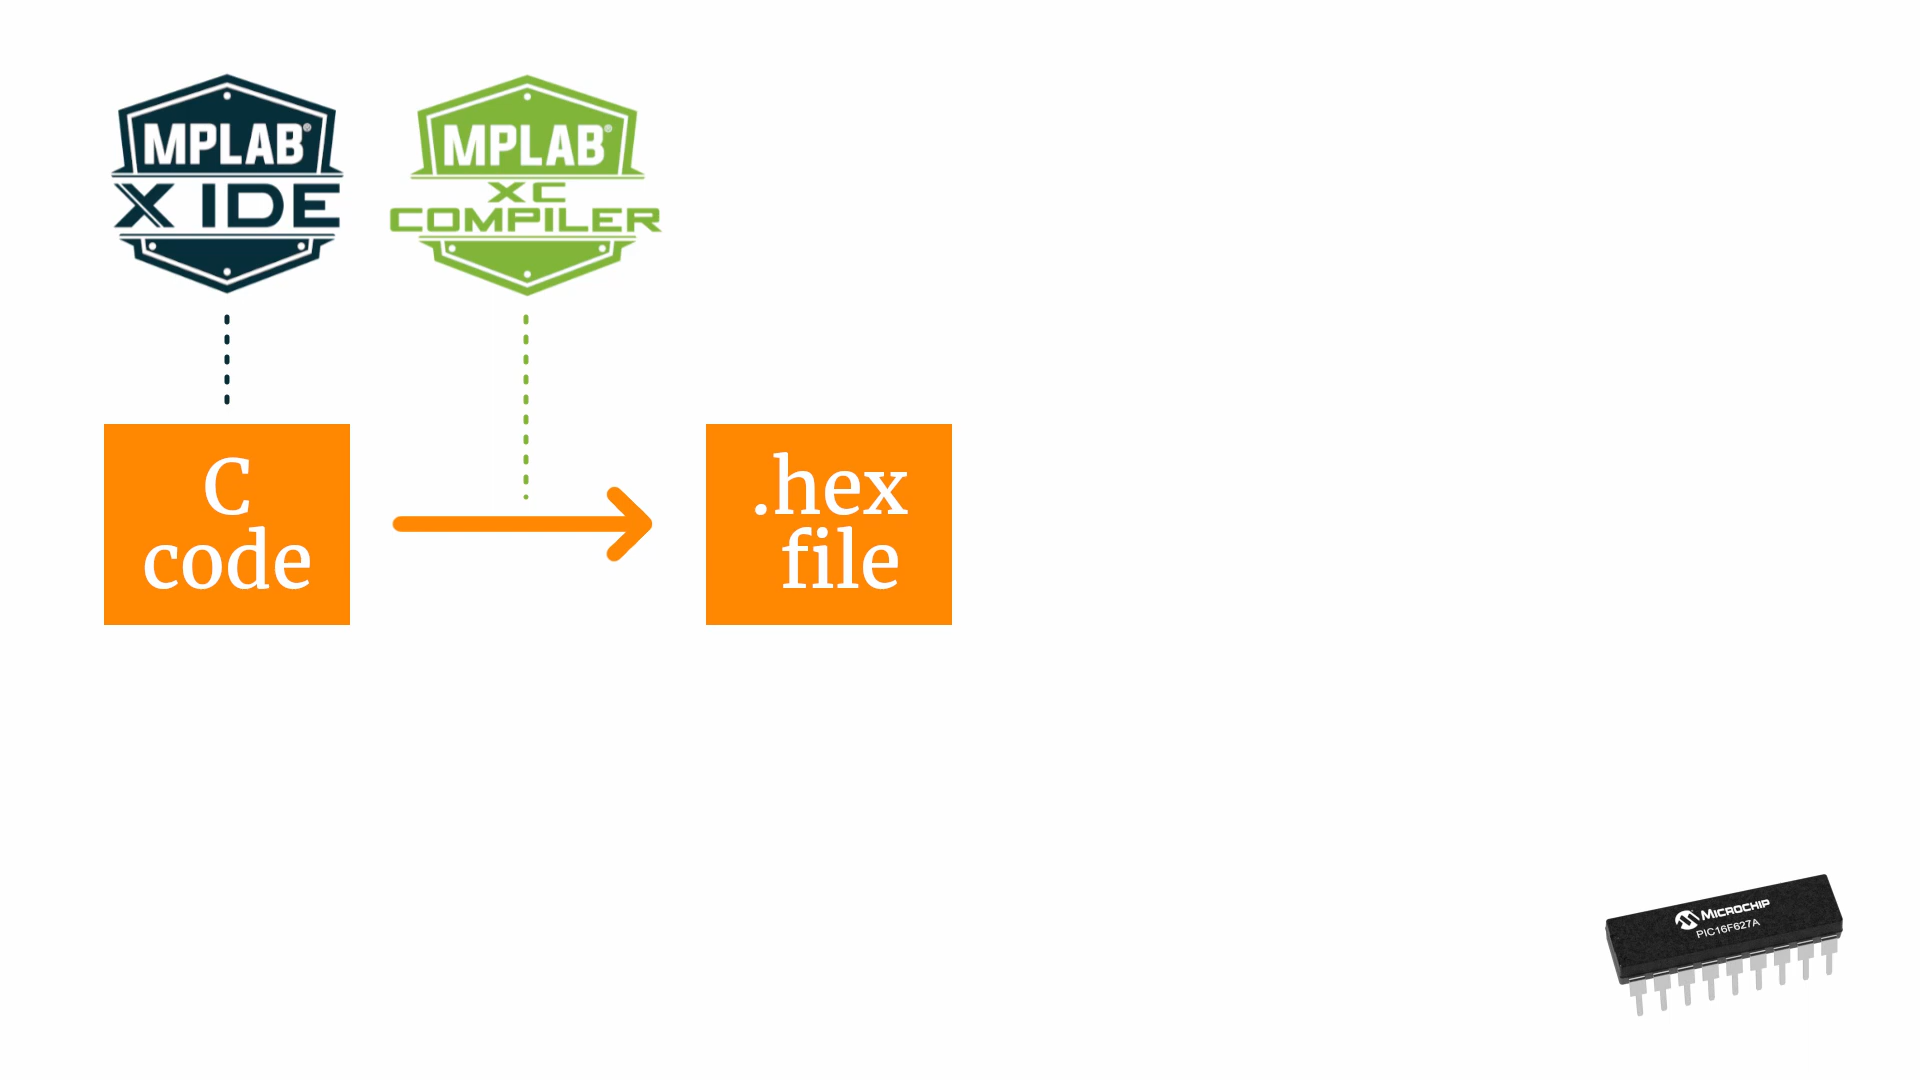 MPLAB®
X IDE
MPLAB®
XC
COMPILER
C
code
.hex
file
MICROCHIP
PIC16F627A